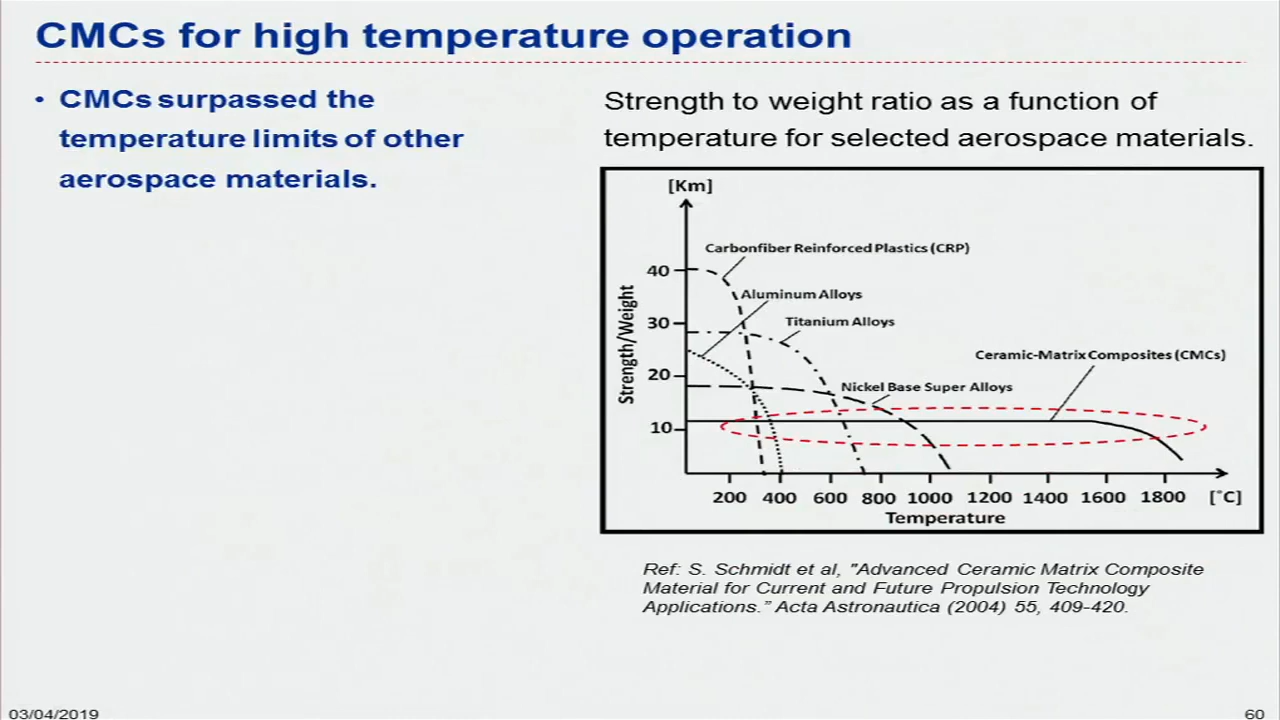 CMCs for high temperature operation
• CMCs surpassed the
temperature limits of other
aerospace materials.
Strength to weight ratio as a function of
temperature for selected aerospace materials.
[Km]
Carbonfiber Reinforced Plastics (CRP)
40
Aluminum Alloys
30
Titanium Alloys
Ceramic-Matrix Composites (CMCs)
Strength/Weight
20
Nickel Base Super Alloys
10
200 400 600 800 1000 1200 1400 1600 1800 [°C]
Temperature
Ref: S. Schmidt et al, "Advanced Ceramic Matrix Composite
Material for Current and Future Propulsion Technology
Applications.” Acta Astronautica (2004) 55, 409-420.
03/04/2019
60